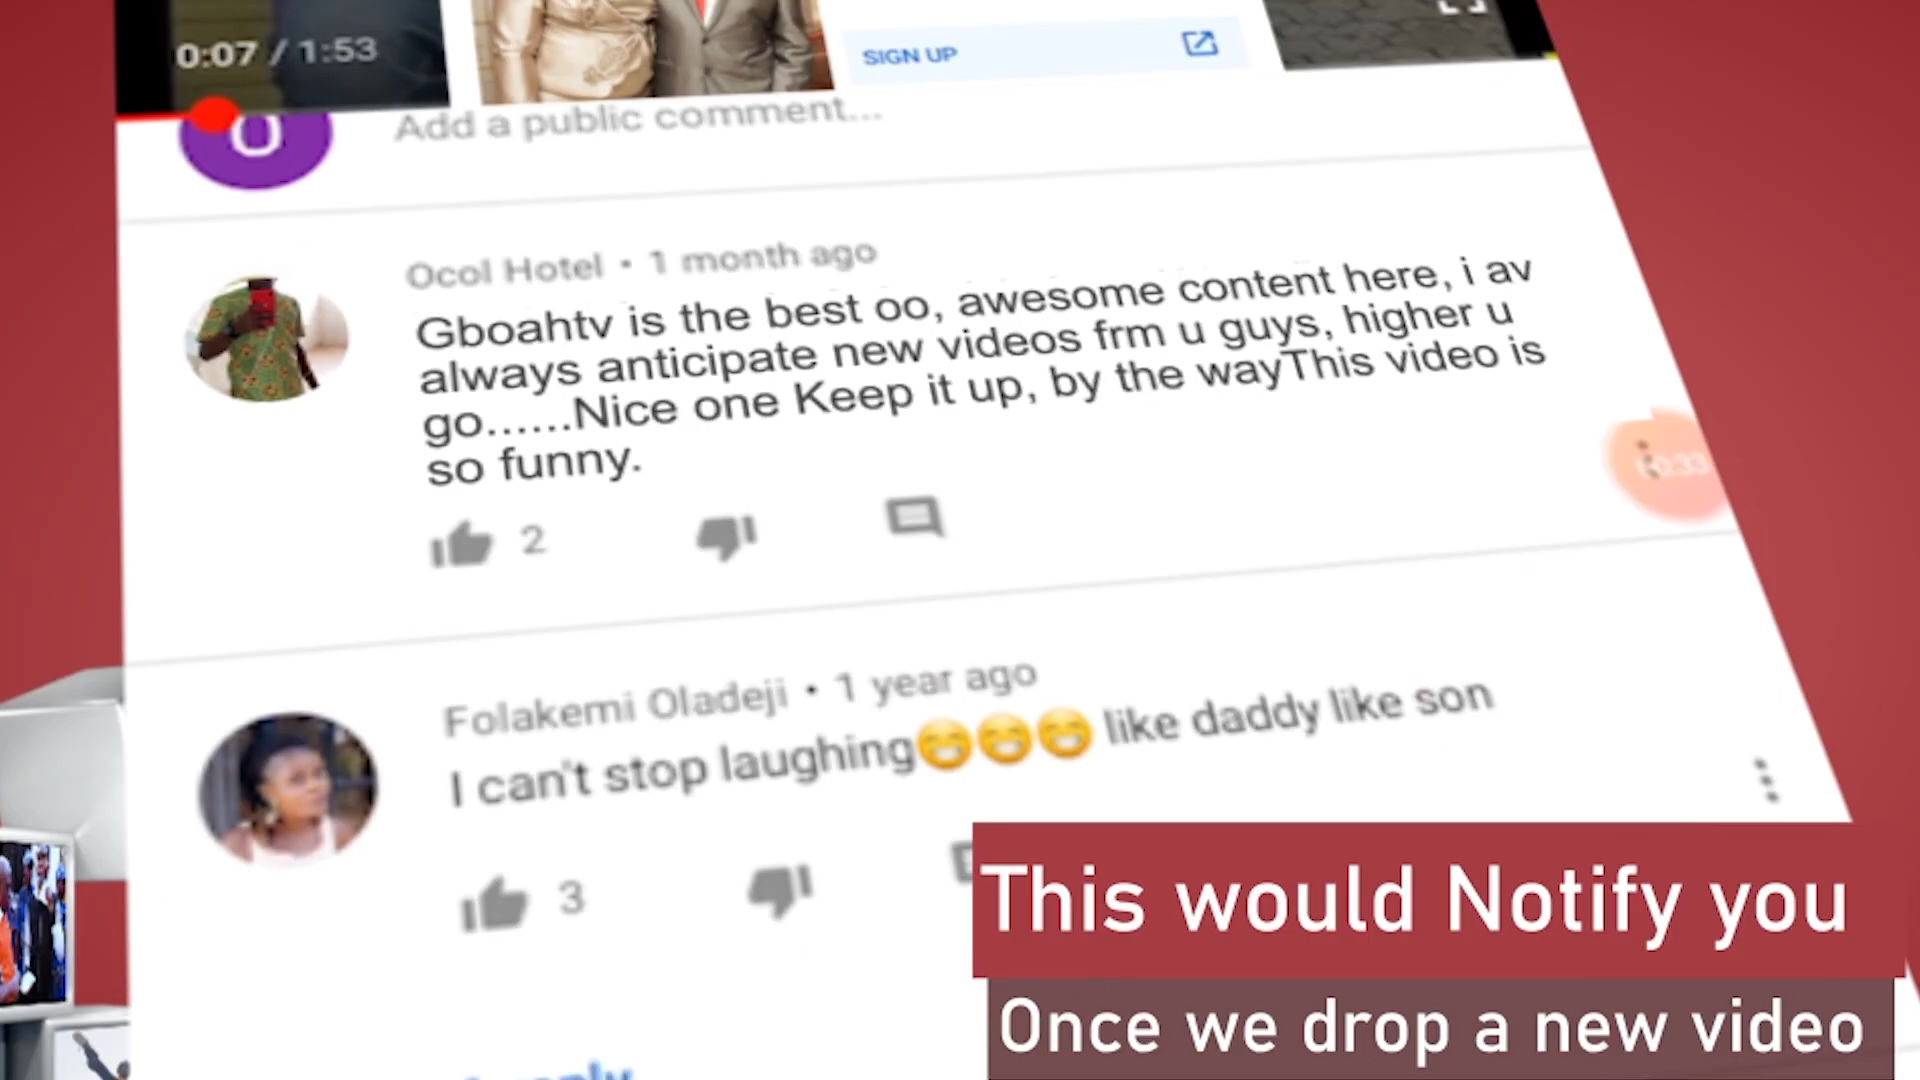 0:07 / 1:53
SIGN UP
Add a public comment...
Ocol Hotel • 1 month ago
Gboahtv is the best oo, awesome content here, i av
always anticipate new videos frm u guys, higher u
go......Nice one Keep it up, by the wayThis video is
so funny.
2
Folakemi Oladeji • 1 year ago
I can't stop laughing😁😁😁 like daddy like son
3
This would Notify you
Once we drop a new video